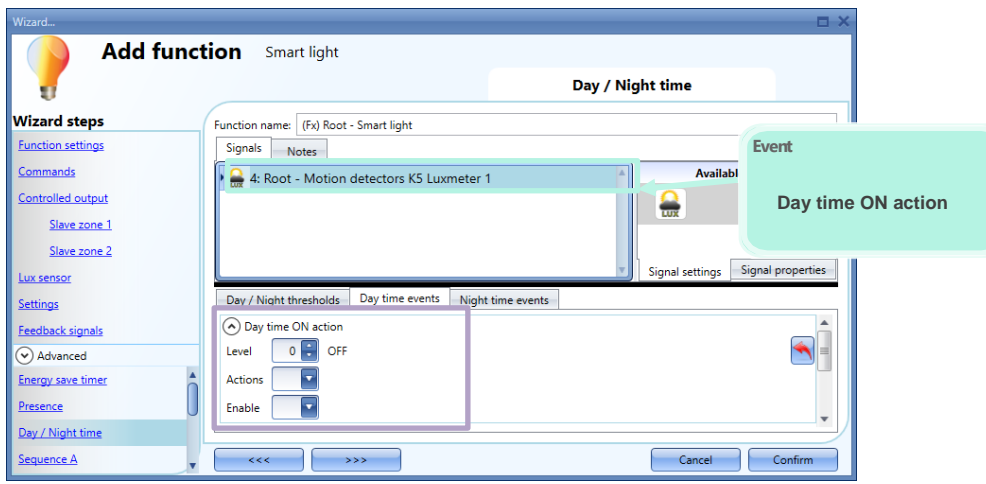 Wizard...
Add function Smart light
Day / Night time
Wizard steps
Function settings
Commands
Controlled output
Slave zone 1
Slave zone 2
Lux sensor
Settings
Feedback signals
Advanced
Energy save timer
Presence
Day / Night time
Sequence A
Function name: (Fx) Root - Smart light
Signals Notes
4: Root - Motion detectors K5 Luxmeter 1
LUX
Availabl
LUX
Signal settings Signal properties
Event
Day time ON action
Day / Night thresholds Day time events Night time events
Day time ON action
Level 0 OFF
Actions
Enable
<<< >>> Cancel Confirm